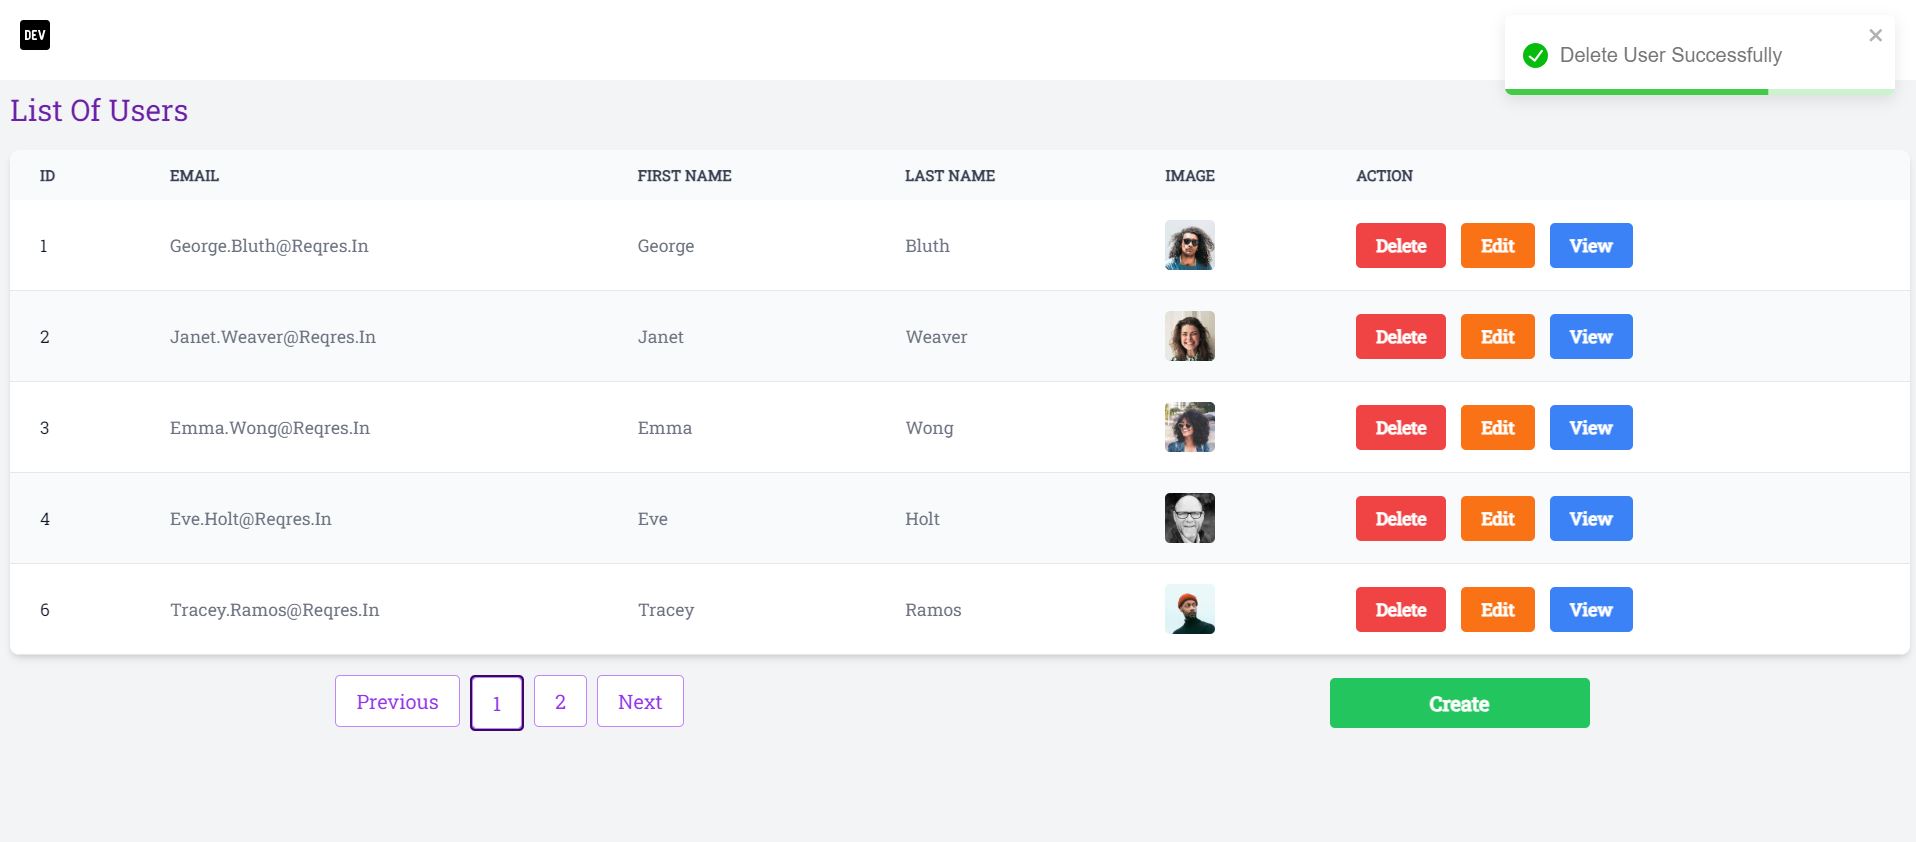 DEV
Delete User Successfully
List Of Users
ID EMAIL FIRST NAME LAST NAME IMAGE ACTION
1 George.Bluth@Reqres.In George Bluth Delete Edit View
2 Janet.Weaver@Reqres.In Janet Weaver Delete Edit View
3 Emma.Wong@Reqres.In Emma Wong Delete Edit View
4 Eve.Holt@Reqres.In Eve Holt Delete Edit View
6 Tracey.Ramos@Reqres.In Tracey Ramos Delete Edit View
Previous 1 2 Next Create